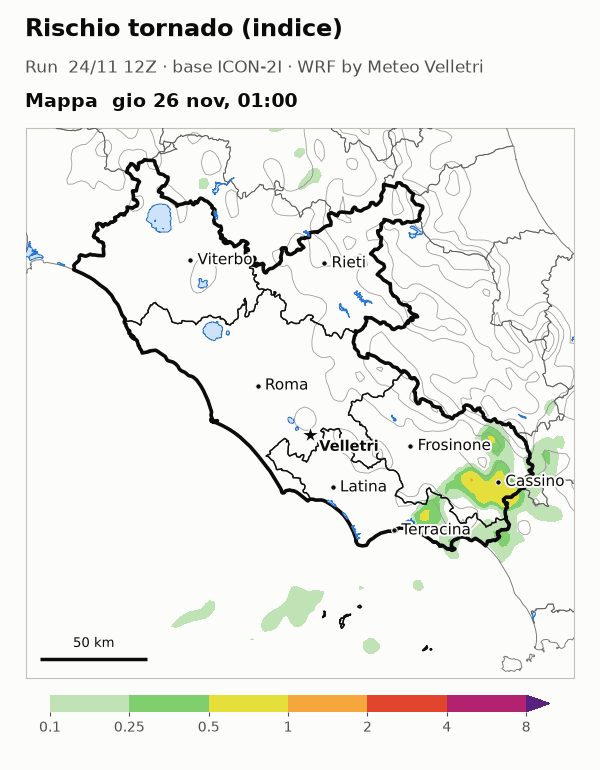 Rischio tornado (indice)
Run  24/11 12Z · base ICON-2I · WRF by Meteo Velletri
Mappa  gio 26 nov, 01:00
Viterbo
Rieti
Roma
Velletri
Frosinone
Cassino
Latina
Terracina
50 km
0.1 0.25 0.5 1 2 4 8